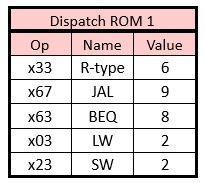 Dispatch ROM 1
Op Name Value
x33 R-type 6
x67 JAL 9
x63 BEQ 8
x03 LW 2
x23 SW 2